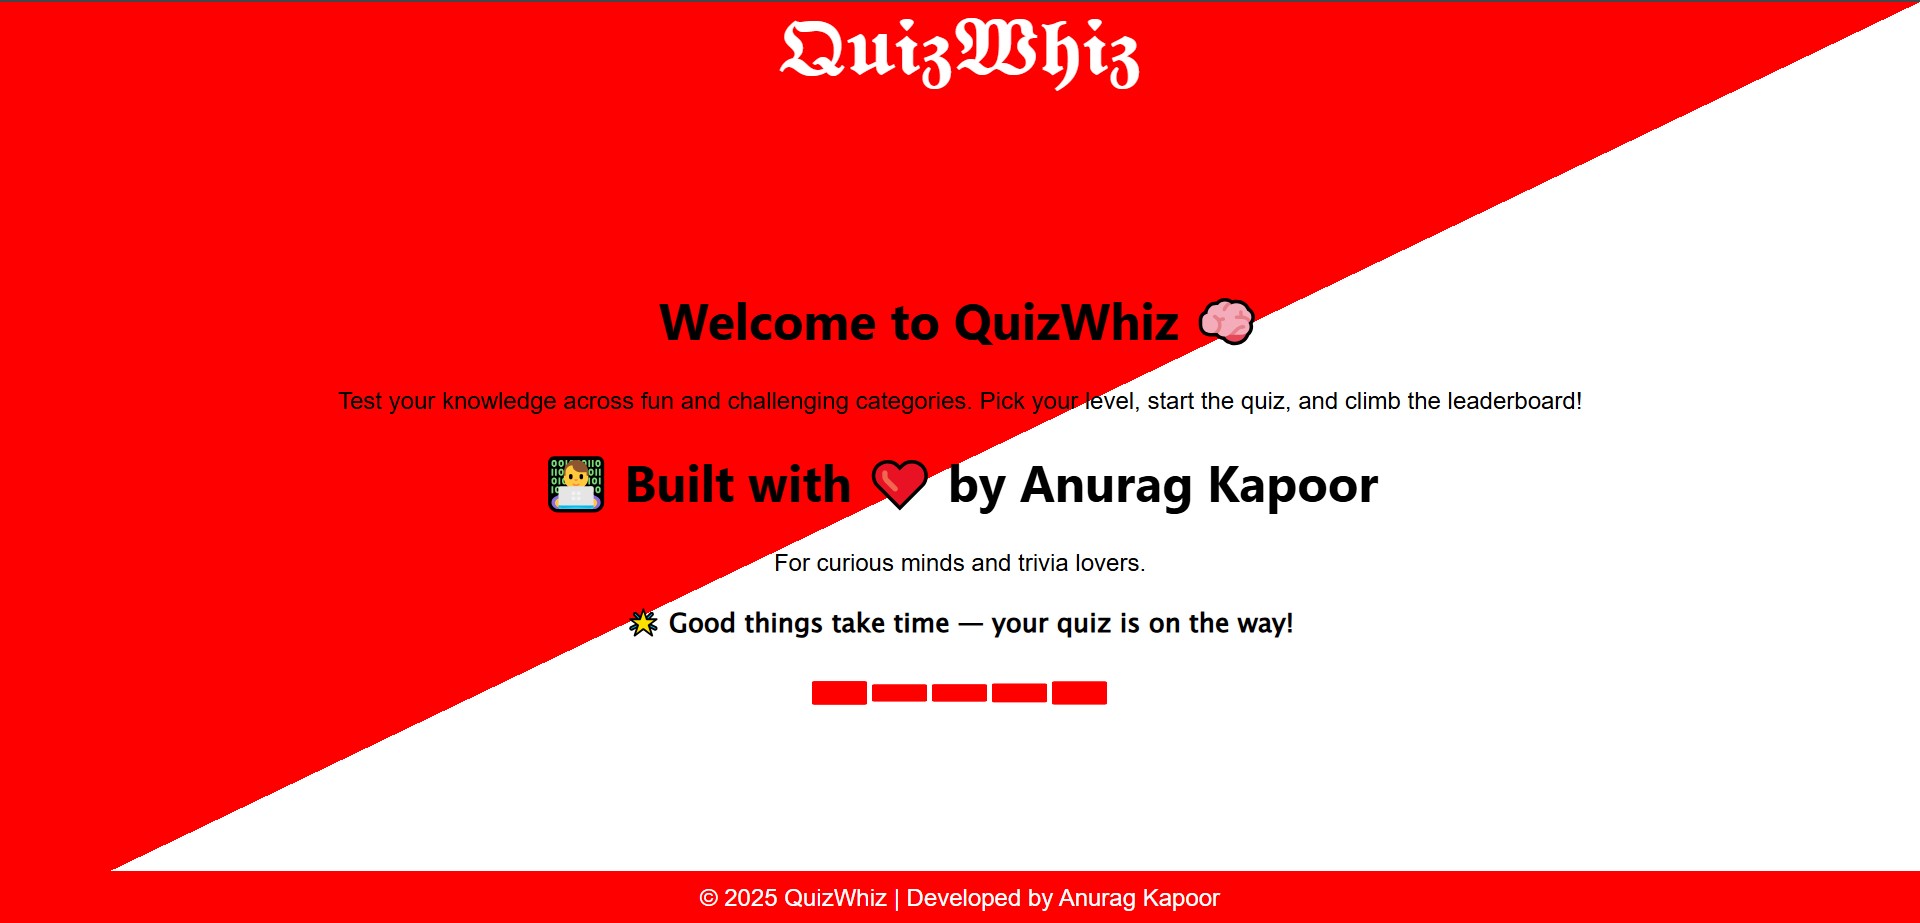 QuizWhiz
Welcome to QuizWhiz 🧠
Test your knowledge across fun and challenging categories. Pick your level, start the quiz, and climb the leaderboard!
👨‍💻 Built with ❤️ by Anurag Kapoor
For curious minds and trivia lovers.
🌟 Good things take time — your quiz is on the way!
© 2025 QuizWhiz | Developed by Anurag Kapoor